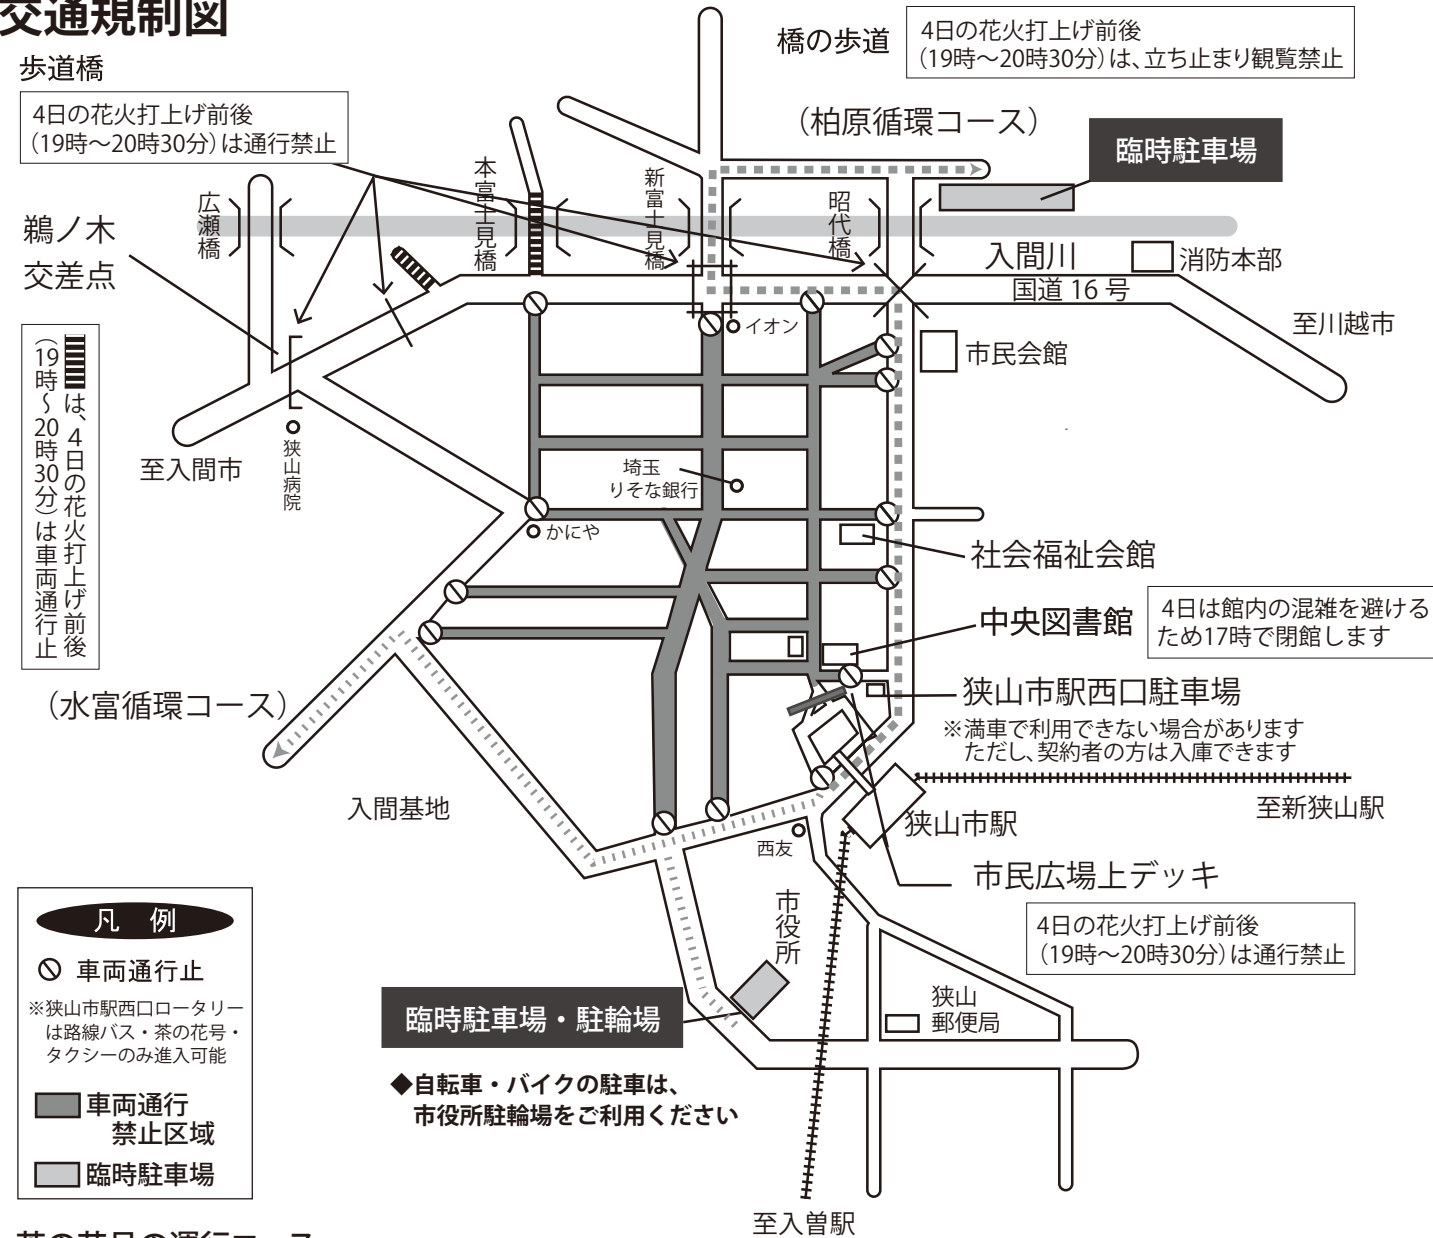 交通規制図
歩道橋
4日の花火打上げ前後
(19時～20時30分)は通行禁止
橋の歩道
4日の花火打上げ前後
(19時～20時30分)は、立ち止まり観覧禁止
(柏原循環コース)
臨時駐車場
広瀬橋
本富士見橋
新富士見橋
昭代橋
鵜ノ木
交差点
入間川
消防本部
国道 16 号
至川越市
イオン
市民会館
は、4日の花火打上げ前後
(19時～20時30分)は車両通行止
至入間市
狭山病院
埼玉
りそな銀行
かにや
社会福祉会館
中央図書館
4日は館内の混雑を避ける
ため17時で閉館します
(水富循環コース)
狭山市駅西口駐車場
※満車で利用できない場合があります
ただし、契約者の方は入庫できます
入間基地
至新狭山駅
狭山市駅
西友
市民広場上デッキ
4日の花火打上げ前後
(19時～20時30分)は通行禁止
市役所
臨時駐車場・駐輪場
◆自転車・バイクの駐車は、
市役所駐輪場をご利用ください
狭山
郵便局
凡 例
車両通行止
※狭山市駅西口ロータリー
は路線バス・茶の花号・
タクシーのみ進入可能
車両通行
禁止区域
臨時駐車場
至入曽駅